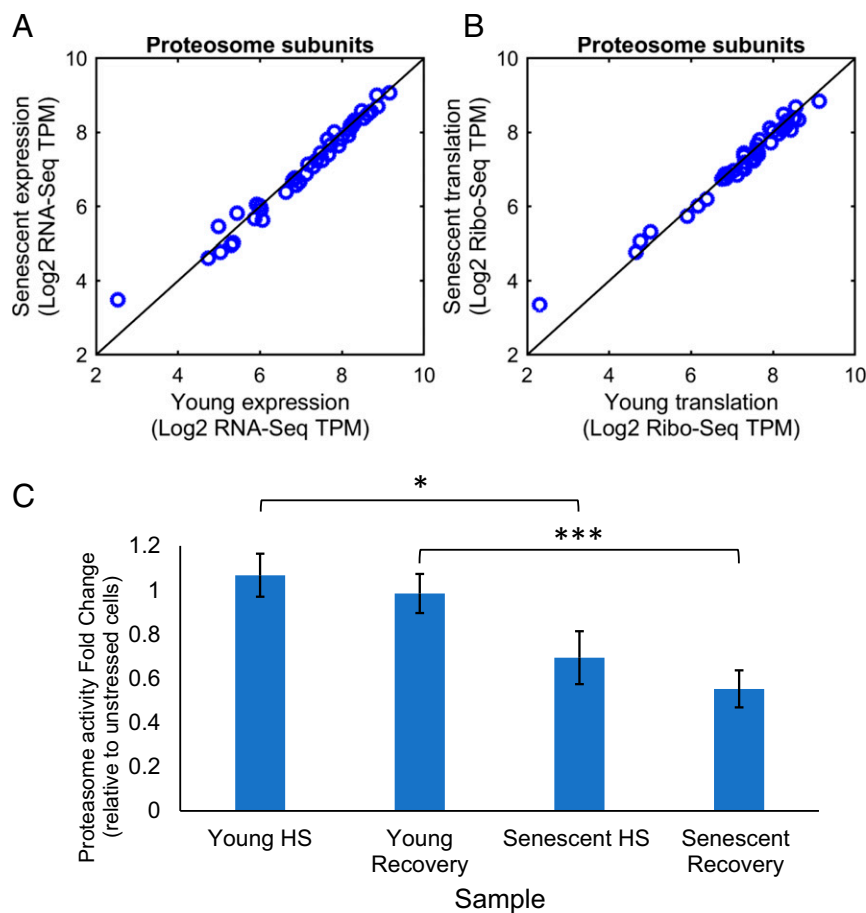 A
Proteosome subunits
Senescent expression
(Log2 RNA-Seq TPM)
10
8
6
4
2
2 4 6 8 10
Young expression
(Log2 RNA-Seq TPM)
B
Proteosome subunits
Senescent translation
(Log2 Ribo-Seq TPM)
10
8
6
4
2
2 4 6 8 10
Young translation
(Log2 Ribo-Seq TPM)
C
*
***
Proteasome activity Fold Change
(relative to unstressed cells)
1.2
1
0.8
0.6
0.4
0.2
0
Young HS
Young
Recovery
Senescent HS
Senescent
Recovery
Sample